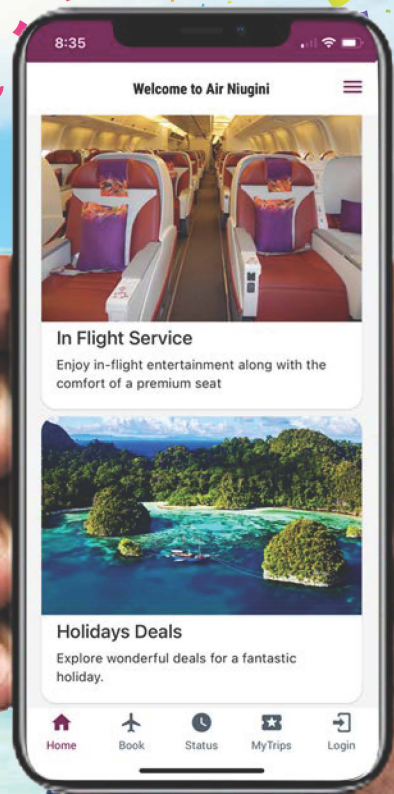 8:35
Welcome to Air Niugini
In Flight Service
Enjoy in-flight entertainment along with the
comfort of a premium seat
Holidays Deals
Explore wonderful deals for a fantastic
holiday.
Home Book Status MyTrips Login